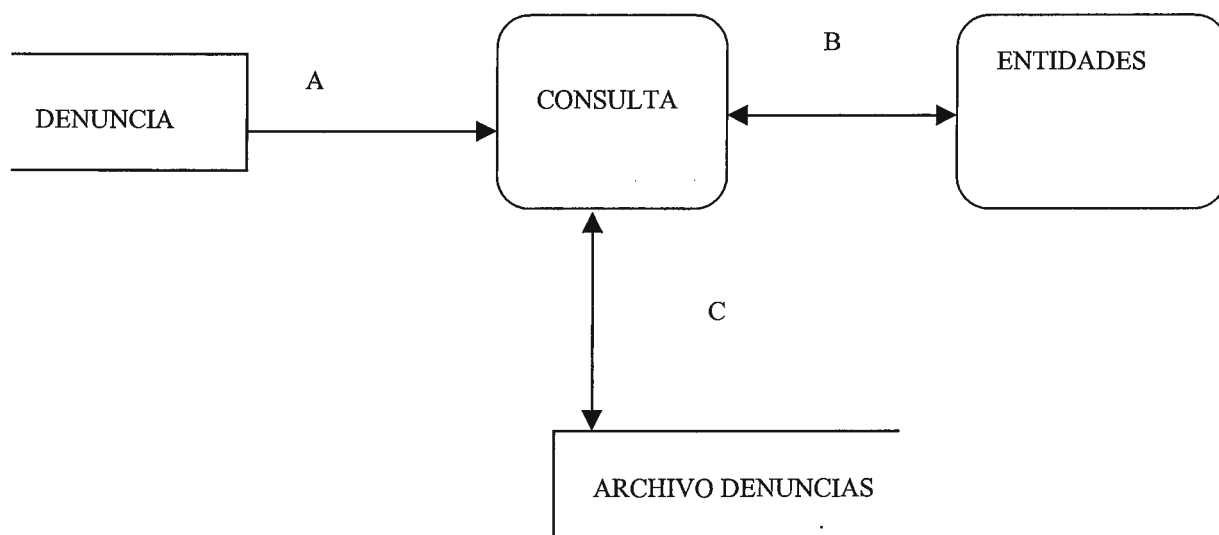 B
ENTIDADES
A
CONSULTA
DENUNCIA
C
ARCHIVO DENUNCIAS